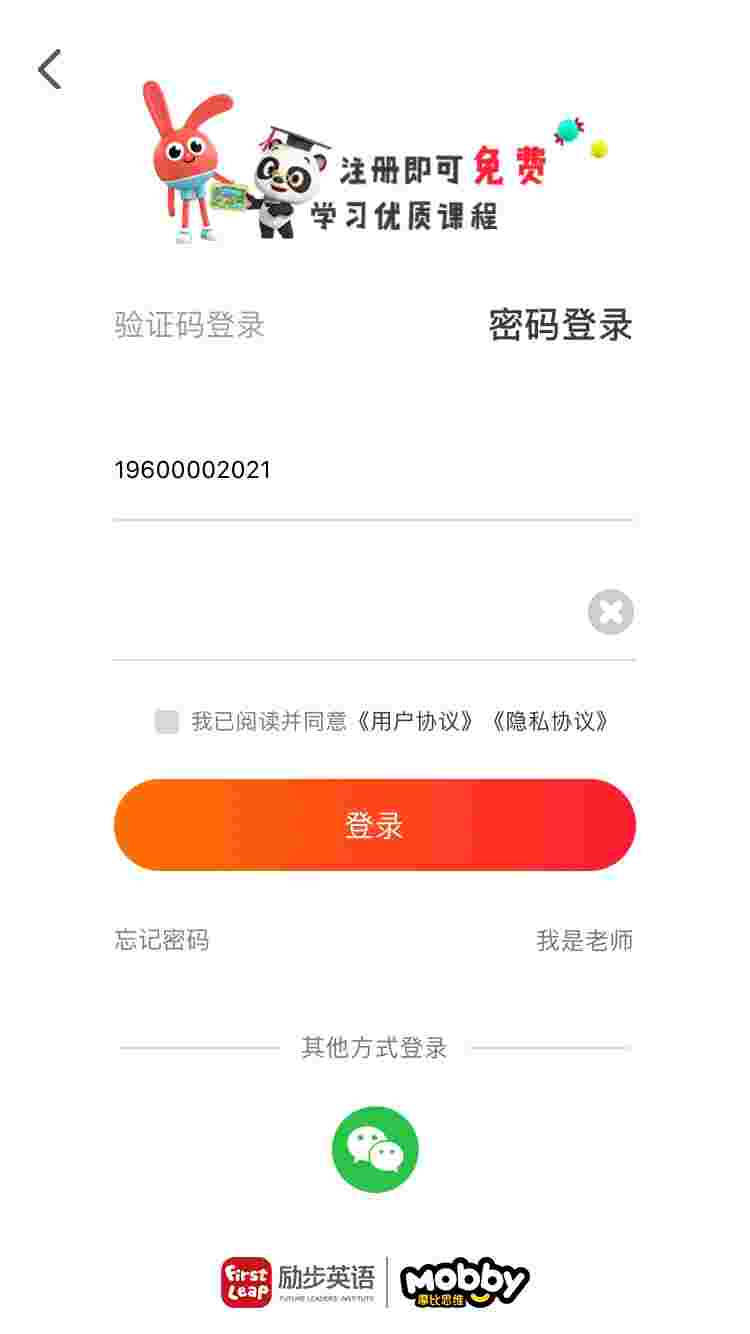 注册即可免费
学习优质课程
验证码登录
密码登录
19600002021
我已阅读并同意《用户协议》《隐私协议》
登录
忘记密码
我是老师
其他方式登录
First Leap
励步英语
FUTURE LEADERS' INSTITUTE
mobby
摩比思维